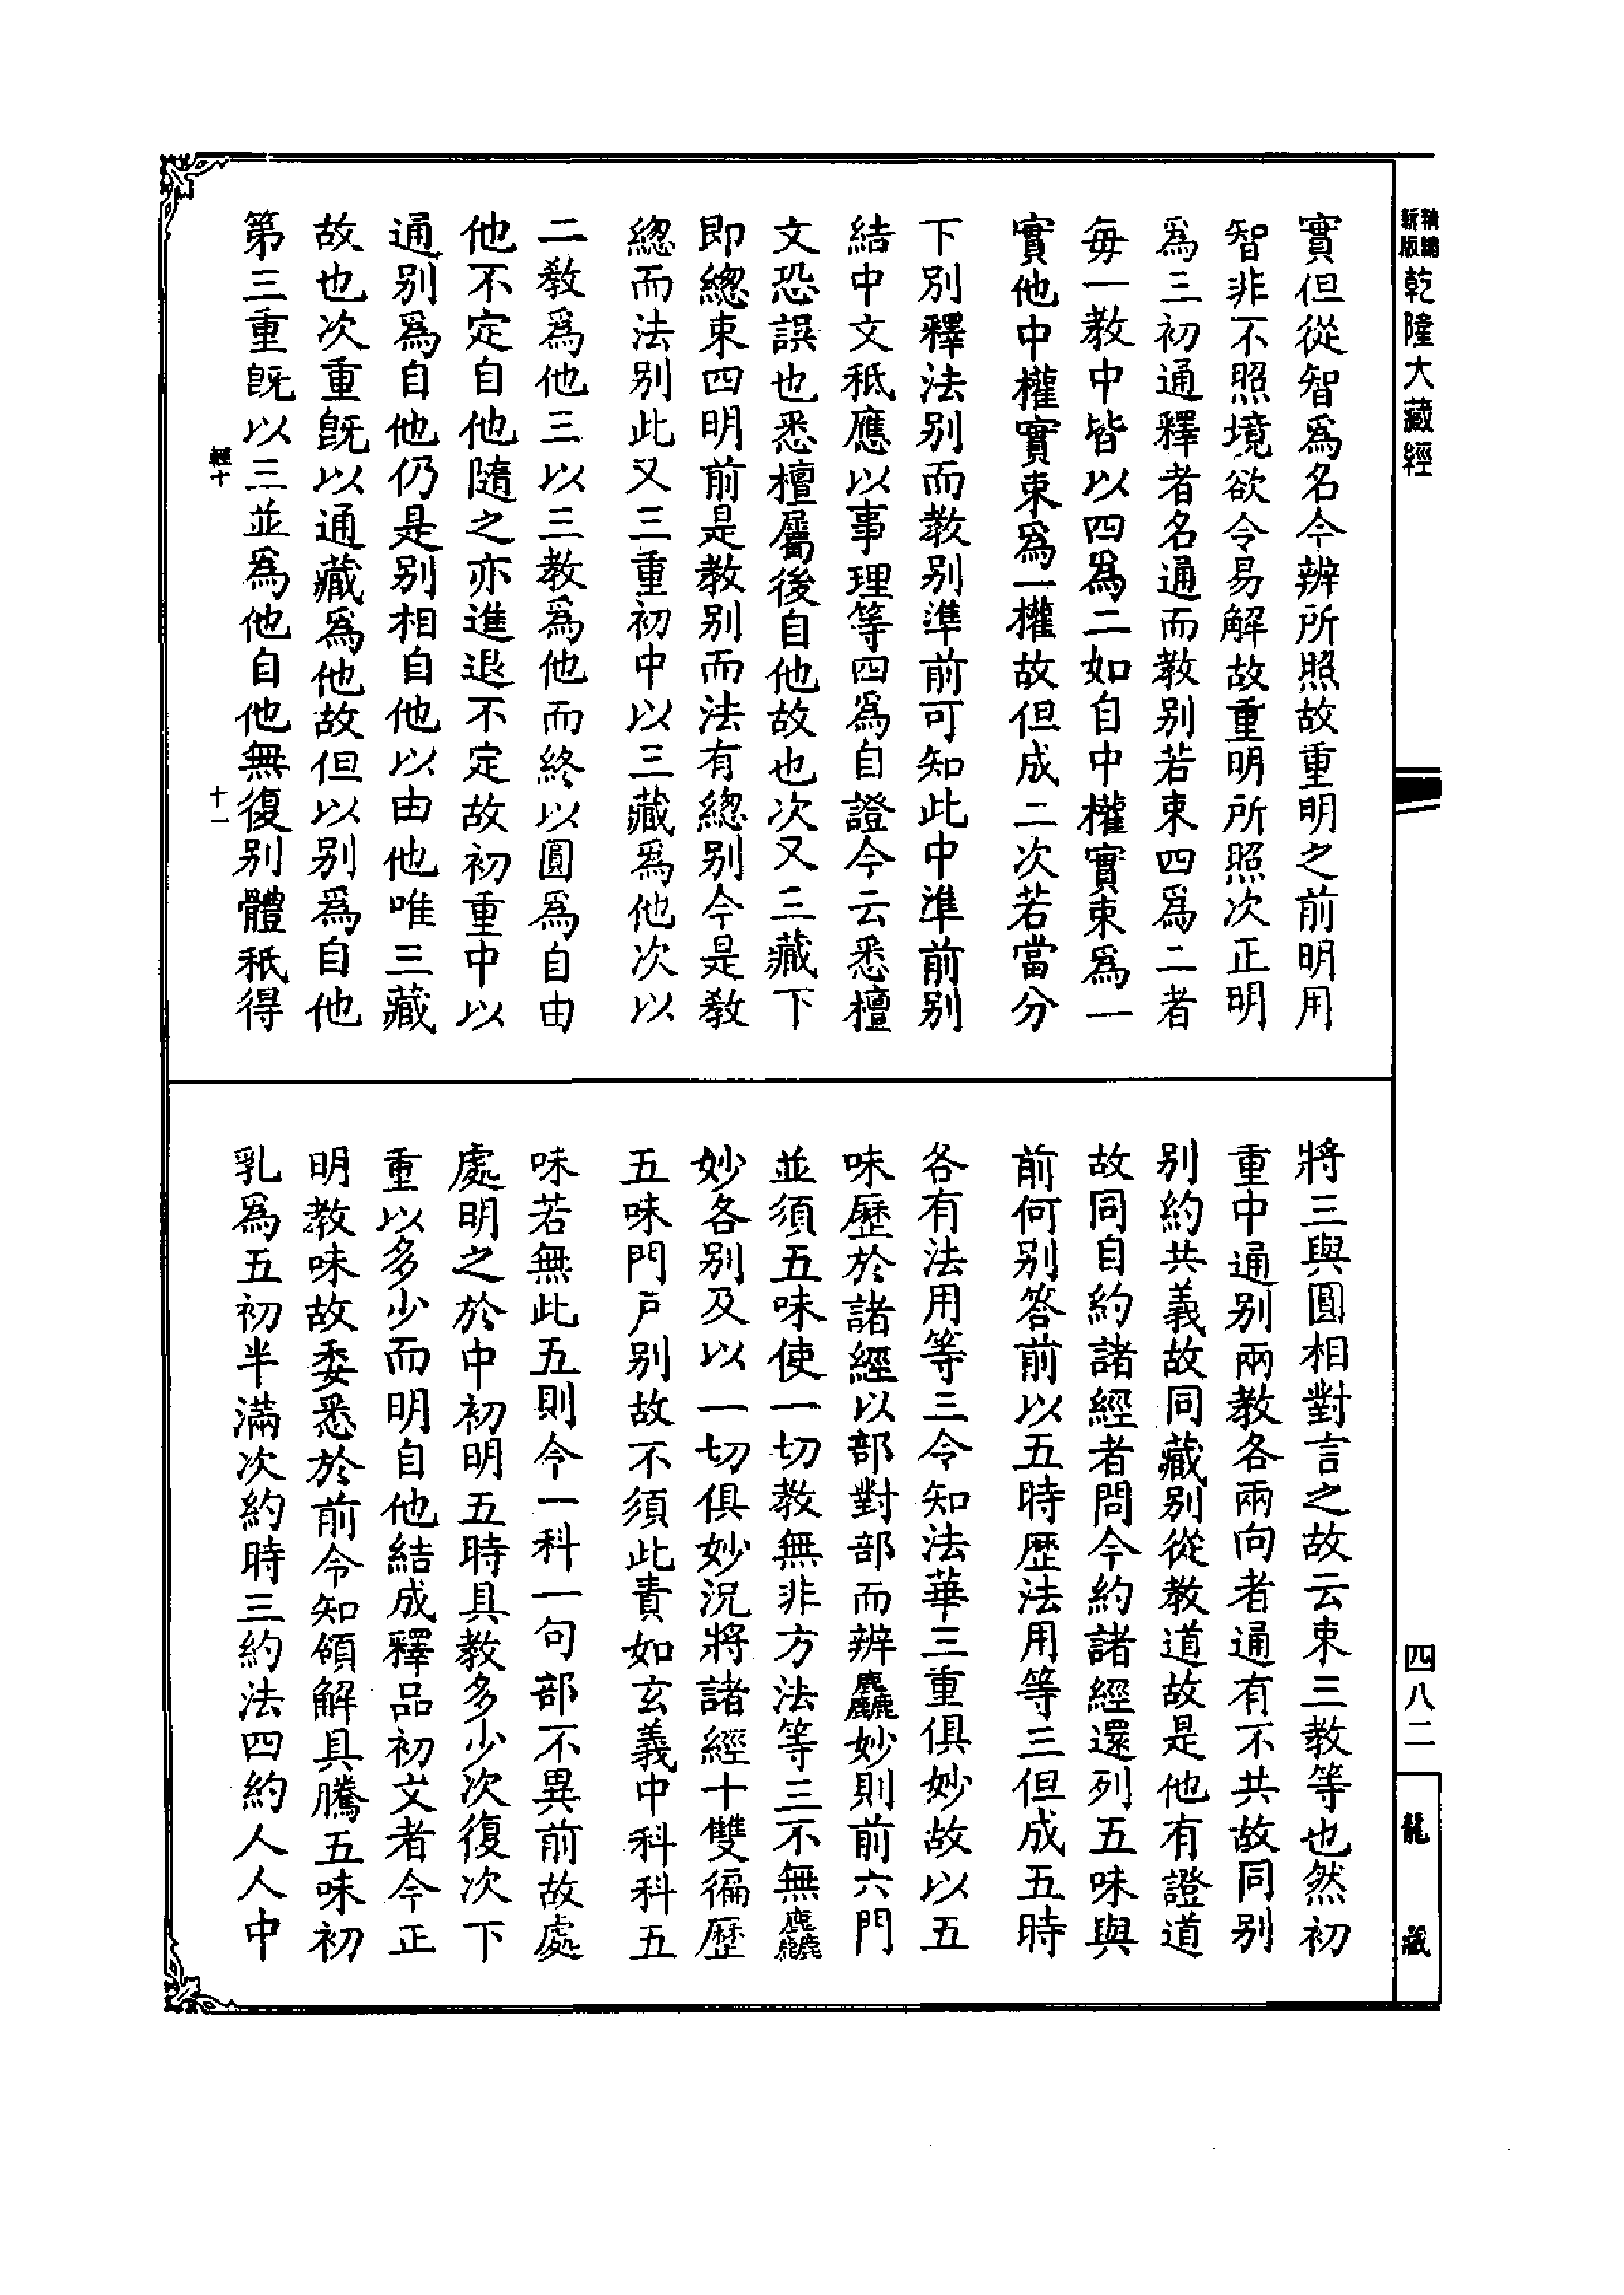 精編
新版
乾隆大藏經
實但從智爲名今辨所照故重明之前明用
智非不照境欲令易解故重明所照次正明
爲三初通釋者名通而教別若束四爲二者
每一教中皆以四爲二如自中權實束爲一
實他中權實束爲一權故但成二次若當分
下別釋法別而教別準前可知此中準前別
結中文秖應以事理等四爲自證今云悉檀
文恐誤也悉檀屬後自他故也次又三藏下
即總束四明前是教別而法有總別今是教
總而法別此又三重初中以三藏爲他次以
二教爲他三以三教爲他而終以圓爲自由
他不定自他隨之亦進退不定故初重中以
通別爲自他仍是別相自他以由他唯三藏
故也次重旣以通藏爲他故但以別爲自他
第三重旣以三並爲他自他無復別體秖得
輕十
十一
將三與圓相對言之故云束三教等也然初
重中通別兩教各兩向者通有不共故同別
別約共義故同藏別從教道故是他有證道
故同自約諸經者問今約諸經還列五味與
前何別答前以五時歷法用等三但成五時
各有法用等三令知法華三重俱妙故以五
味歷於諸經以部對部而辨麤妙則前六門
並須五味使一切教無非方法等三不無麤
妙各別及以一切俱妙況將諸經十雙徧歷
五味門戶別故不須此責如玄義中科科五
味若無此五則令一科一句部不異前故處
處明之於中初明五時具教多少次復次下
重以多少而明自他結成釋品初文者今正
明教味故委悉於前令知領解具騰五味初
乳爲五初半滿次約時三約法四約人人中
四八二
龍藏